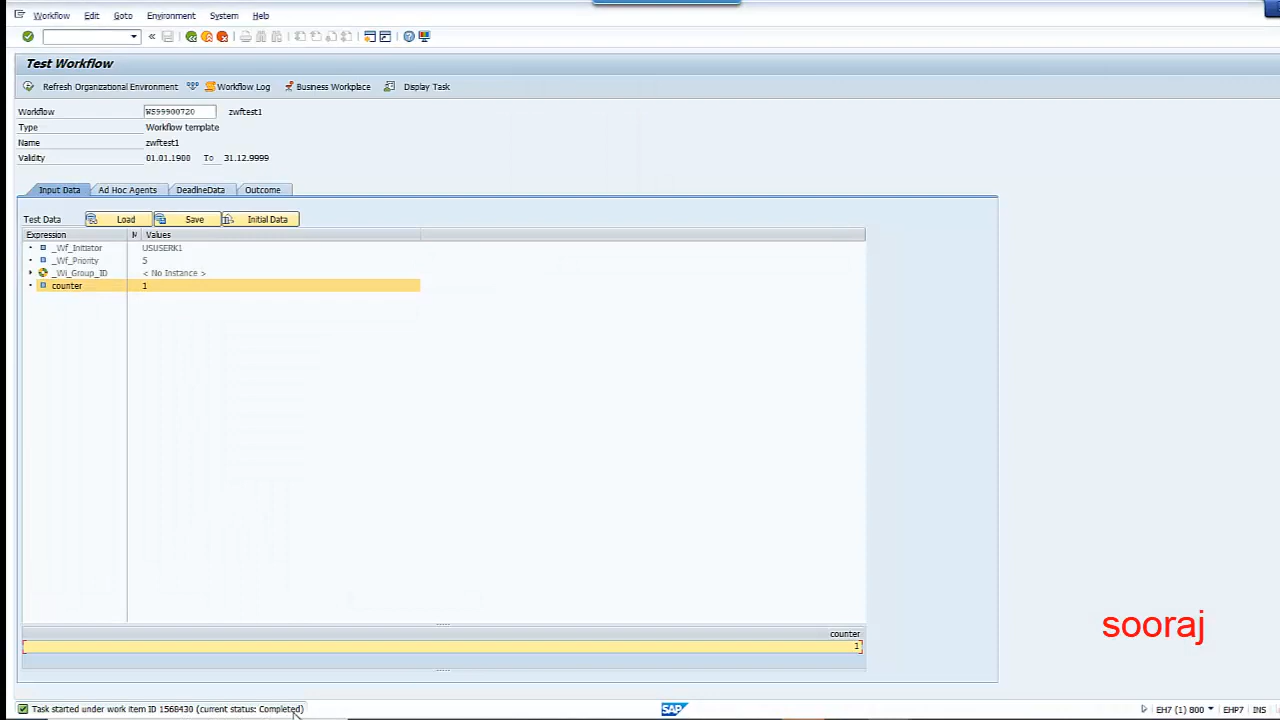 Workflow Edit Goto Environment System Help
Test Workflow
Refresh Organizational Environment Workflow Log Business Workplace Display Task
Workflow WS99900720 zwftest1
Type Workflow template
Name zwftest1
Validity 01.01.1900 To 31.12.9999
Input Data Ad Hoc Agents DeadlneData Outcome
Test Data Load Save Initial Data
Expression N Values
_Wf_Initiator USUSERK1
_Wf_Priority 5
_Wi_Group_ID < No Instance >
counter 1
counter
1
sooraj
Task started under work item ID 1568430 (current status: Completed)
SAP
EH7 (1) 800 EHP7 INS